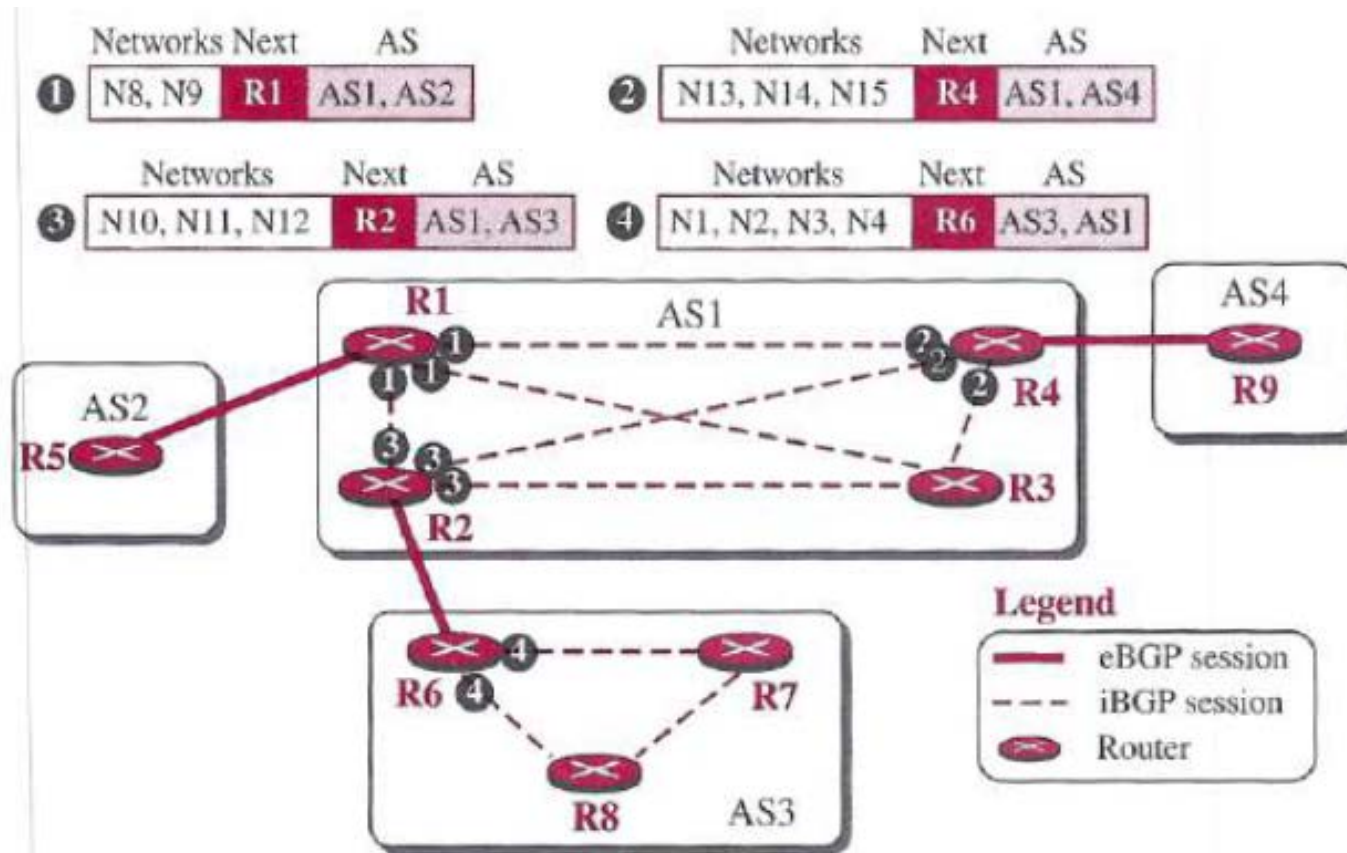 Networks Next AS
1 N8, N9 R1 AS1, AS2
Networks Next AS
2 N13, N14, N15 R4 AS1, AS4
Networks Next AS
3 N10, N11, N12 R2 AS1, AS3
Networks Next AS
4 N1, N2, N3, N4 R6 AS3, AS1
R1
AS1
AS4
1
2
1
1
2
2
R4
R9
AS2
R5
3
3
3
R2
R3
Legend
eBGP session
iBGP session
Router
4
R6
4
R7
R8
AS3